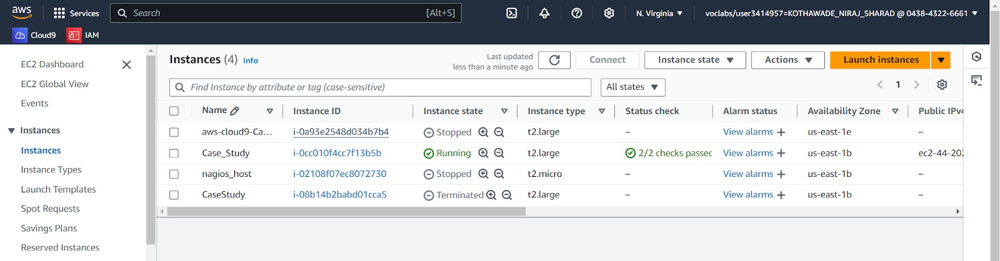 aws Services Search [Alt+S] N. Virginia voclabs/user3414957=KOTHAWADE_NIRAJ_SHARAD @ 0438-4322-6661
Cloud9 IAM
EC2 Dashboard
EC2 Global View
Events
Instances
Instances
Instance Types
Launch Templates
Spot Requests
Savings Plans
Reserved Instances
Instances (4) Info
Last updated
less than a minute ago
Connect Instance state Actions Launch instances
Find Instance by attribute or tag (case-sensitive) All states 1
Name Instance ID Instance state Instance type Status check Alarm status Availability Zone Public IPv4
aws-cloud9-Ca... i-0a93e2548d034b7b4 Stopped t2.large – View alarms + us-east-1e –
Case_Study i-0cc010f4cc7f13b5b Running t2.large 2/2 checks passed View alarms + us-east-1b ec2-44-202
nagios_host i-02108f07ec8072730 Stopped t2.micro – View alarms + us-east-1b –
CaseStudy i-08b14b2babd01cca5 Terminated t2.large – View alarms + us-east-1b –